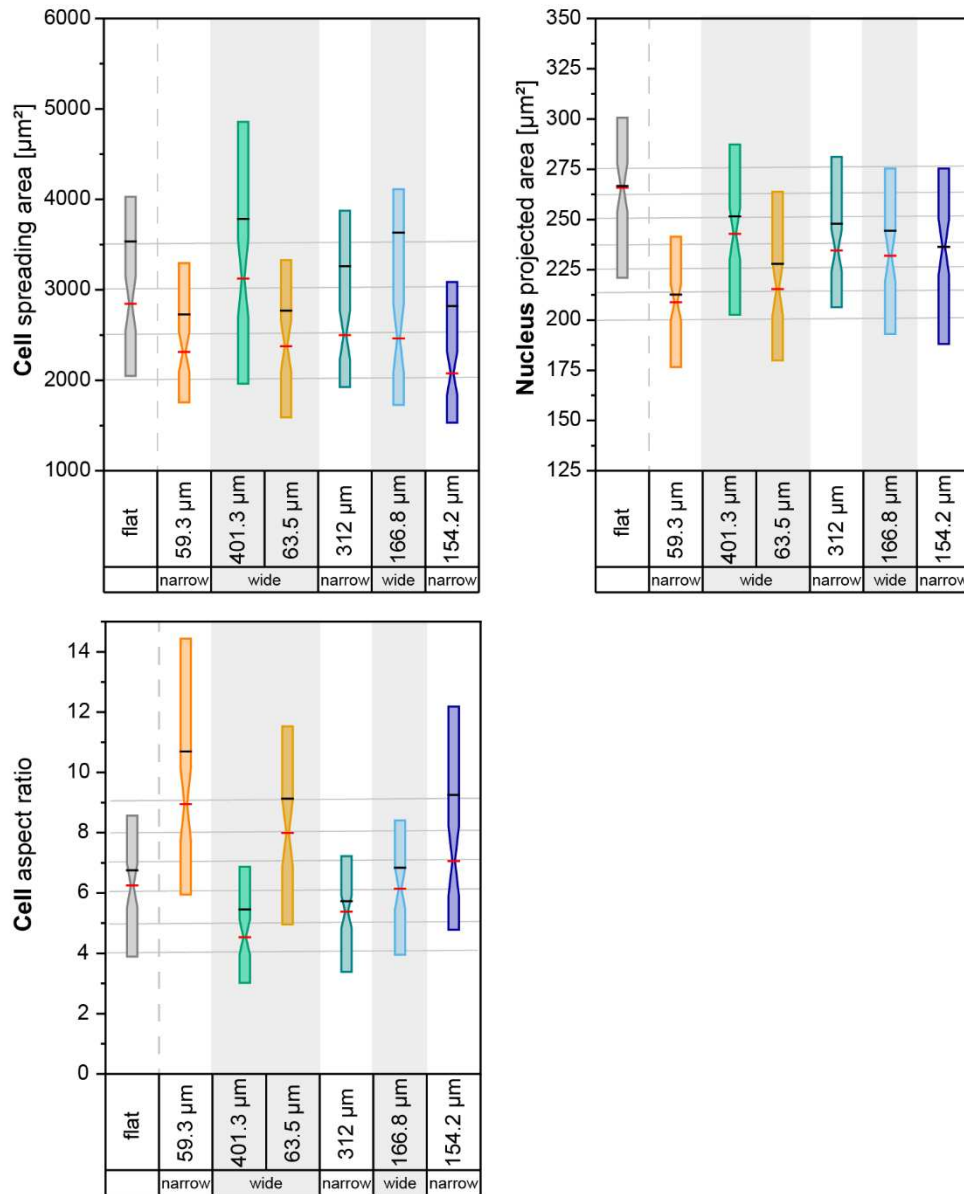 Cell spreading area [µm²]
6000
5000
4000
3000
2000
1000
flat
59.3 µm
401.3 µm
63.5 µm
312 µm
166.8 µm
154.2 µm
narrow
wide
narrow
wide
narrow
Nucleus projected area [µm²]
350
325
300
275
250
225
200
175
150
125
flat
59.3 µm
401.3 µm
63.5 µm
312 µm
166.8 µm
154.2 µm
narrow
wide
narrow
wide
narrow
Cell aspect ratio
14
12
10
8
6
4
2
0
flat
59.3 µm
401.3 µm
63.5 µm
312 µm
166.8 µm
154.2 µm
narrow
wide
narrow
wide
narrow